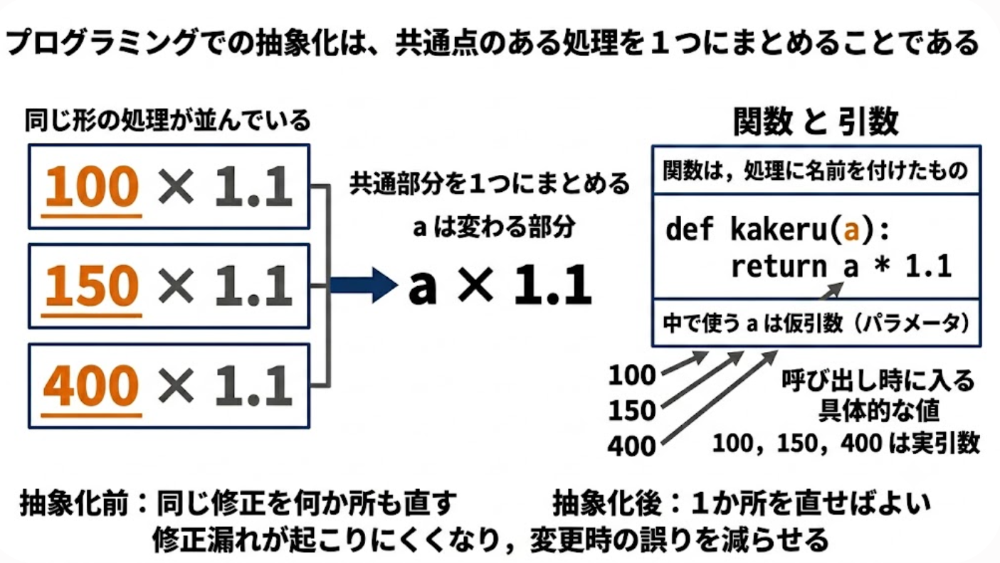 プログラミングでの抽象化は、共通点のある処理を１つにまとめることである
同じ形の処理が並んでいる
100 × 1.1
150 × 1.1
400 × 1.1
共通部分を１つにまとめる
a は変わる部分
a × 1.1
関数 と 引数
関数は，処理に名前を付けたもの
def kakeru(a):
    return a * 1.1
中で使う a は仮引数（パラメータ）
100
150
400
呼び出し時に入る
具体的な値
100，150，400 は実引数
抽象化前：同じ修正を何か所も直す
抽象化後：１か所を直せばよい
修正漏れが起こりにくくなり，変更時の誤りを減らせる